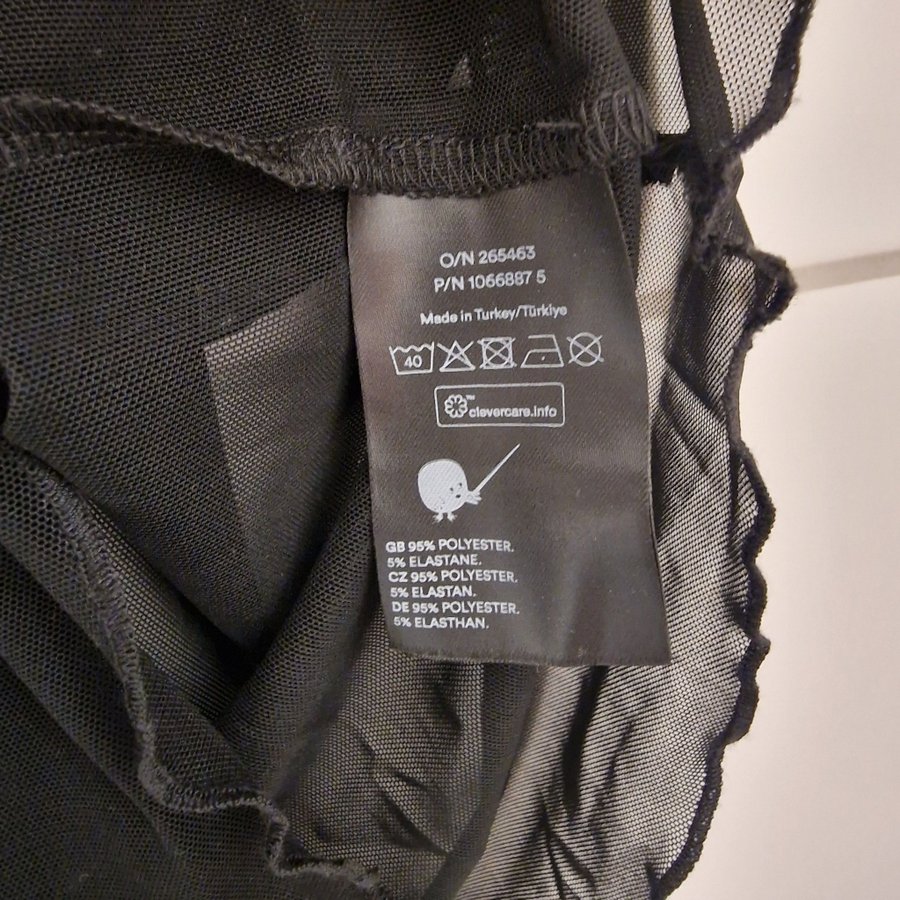 O/N 265463
P/N 1066887 5
Made in Turkey/Türkiye
40
™
clevercare.info
GB 95% POLYESTER.
5% ELASTANE.
CZ 95% POLYESTER.
5% ELASTAN.
DE 95% POLYESTER.
5% ELASTHAN.